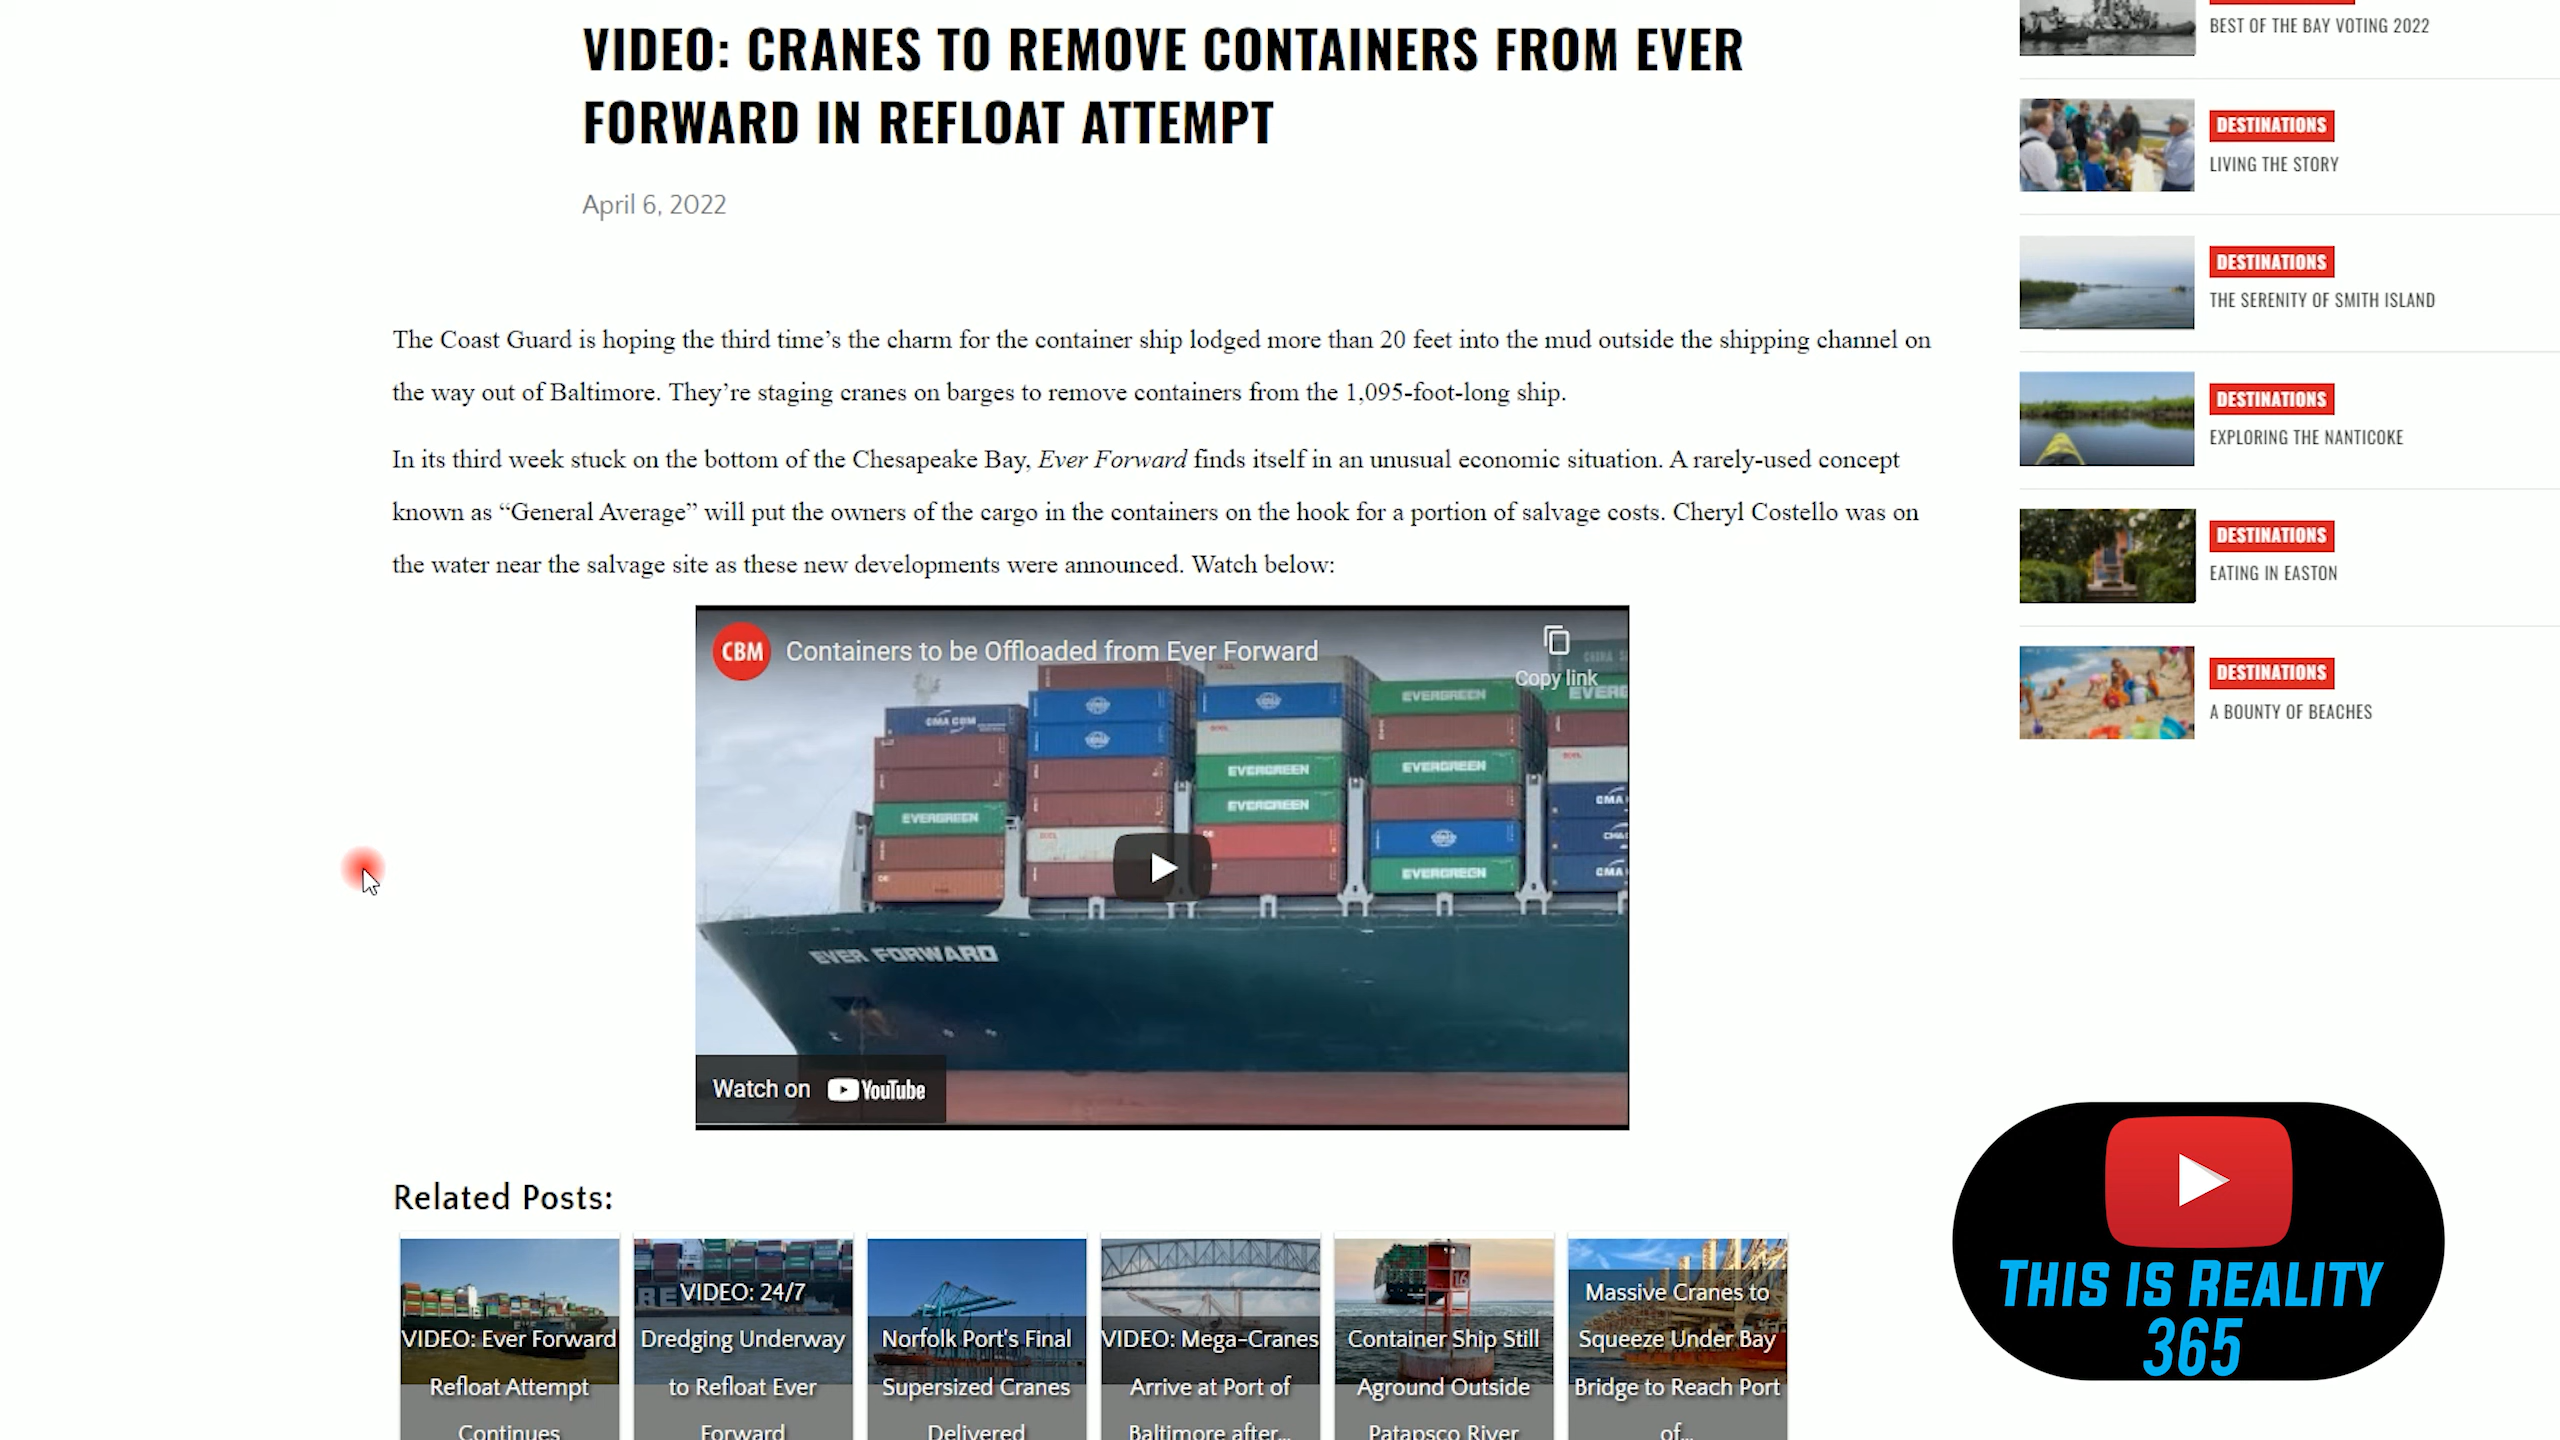 VIDEO: CRANES TO REMOVE CONTAINERS FROM EVER
FORWARD IN REFLOAT ATTEMPT
April 6, 2022
The Coast Guard is hoping the third time's the charm for the container ship lodged more than 20 feet into the mud outside the shipping channel on
the way out of Baltimore. They're staging cranes on barges to remove containers from the 1,095-foot-long ship.
In its third week stuck on the bottom of the Chesapeake Bay, Ever Forward finds itself in an unusual economic situation. A rarely-used concept
known as “General Average” will put the owners of the cargo in the containers on the hook for a portion of salvage costs. Cheryl Costello was on
the water near the salvage site as these new developments were announced. Watch below:
CBM Containers to be Offloaded from Ever Forward
Copy link
CHINA
EVERGREEN
CMA CGM
EVERGREEN
EVERGREEN
EVERGREEN
CMA
EVERGREEN
EVERGREEN
CMA
EVERGREEN
CMA
EVER FORWARD
Watch on YouTube
Related Posts:
VIDEO: Ever Forward
Refloat Attempt
Continues
VIDEO: 24/7
Dredging Underway
to Refloat Ever
Forward
Norfolk Port's Final
Supersized Cranes
Delivered
VIDEO: Mega-Cranes
Arrive at Port of
Baltimore after...
16
Container Ship Still
Aground Outside
Patapsco River
Massive Cranes to
Squeeze Under Bay
Bridge to Reach Port
of...
BEST OF THE BAY VOTING 2022
DESTINATIONS
LIVING THE STORY
DESTINATIONS
THE SERENITY OF SMITH ISLAND
DESTINATIONS
EXPLORING THE NANTICOKE
DESTINATIONS
EATING IN EASTON
DESTINATIONS
A BOUNTY OF BEACHES
THIS IS REALITY
365